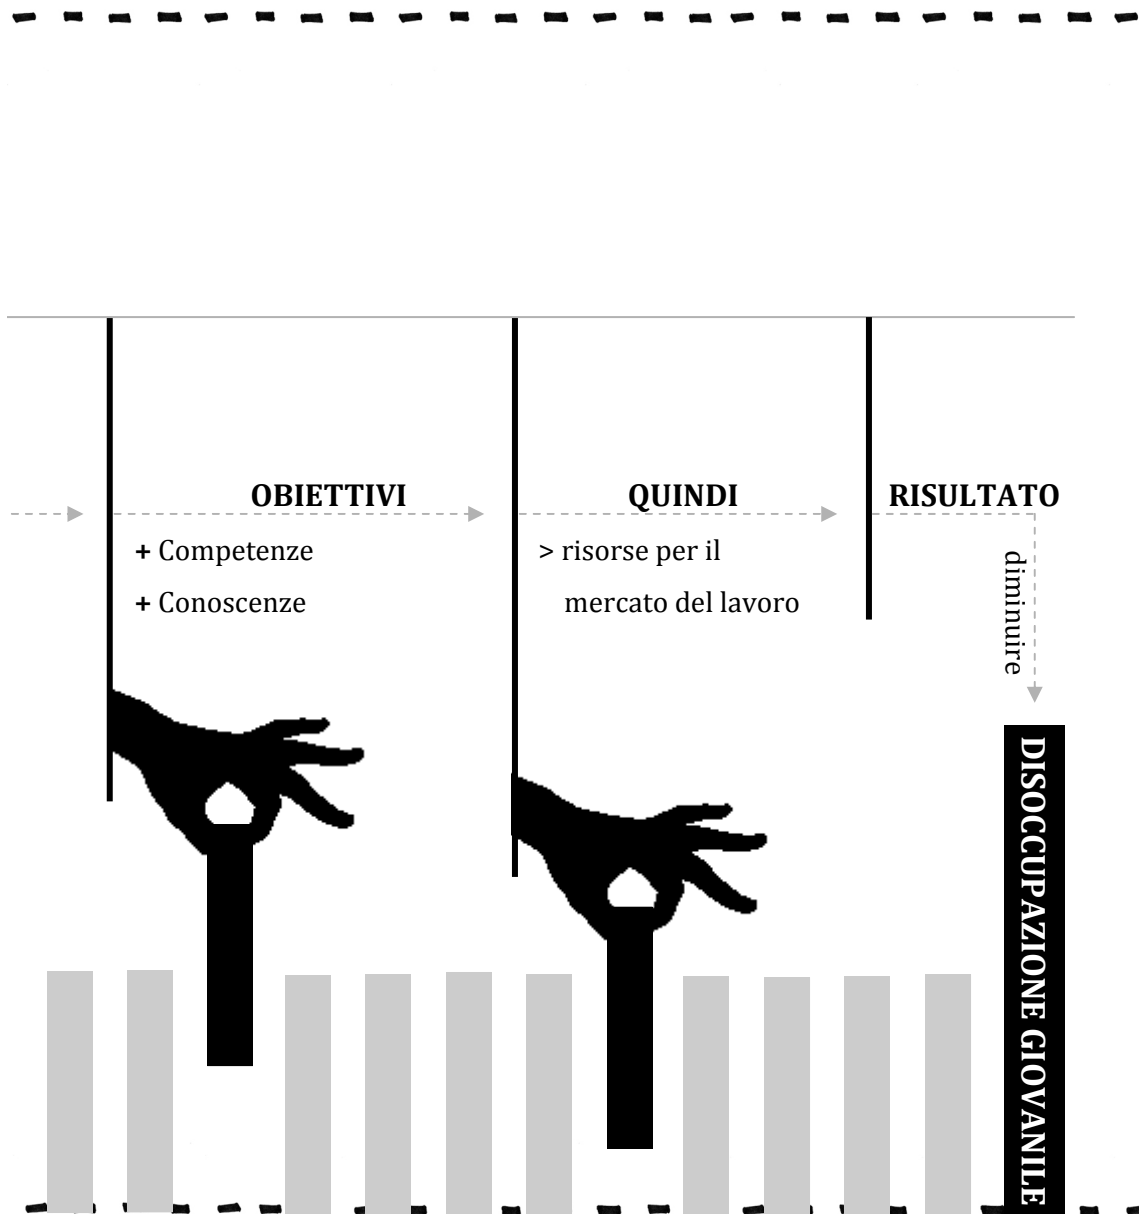 OBIETTIVI
+ Competenze
+ Conoscenze
QUINDI
> risorse per il
mercato del lavoro
RISULTATO
diminuire
DISOCCUPAZIONE GIOVANILE